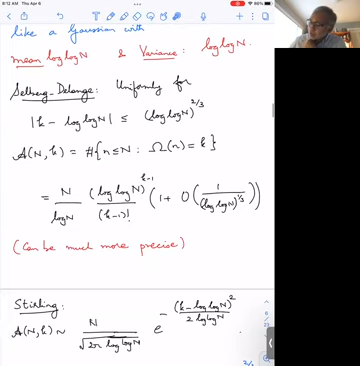 8:12 AM Thu Apr 6
86%
like a Gaussian with
mean log log N & Variance: log log N.
Selberg-Delange: Uniformly for
|k - log log N| ≤ (log log N)^{2/3}
A(N, k) = #{n ≤ N : Ω(n) = k}
= N/log N (log log N)^{k-1}/(k-1)! (1 + O(1/(log log N)^{1/3}))
(Can be much more precise)
Stirling:
A(N, k) ~ N/√(2π log log N) e^{-(k - log log N)^2/(2 log log N)}.